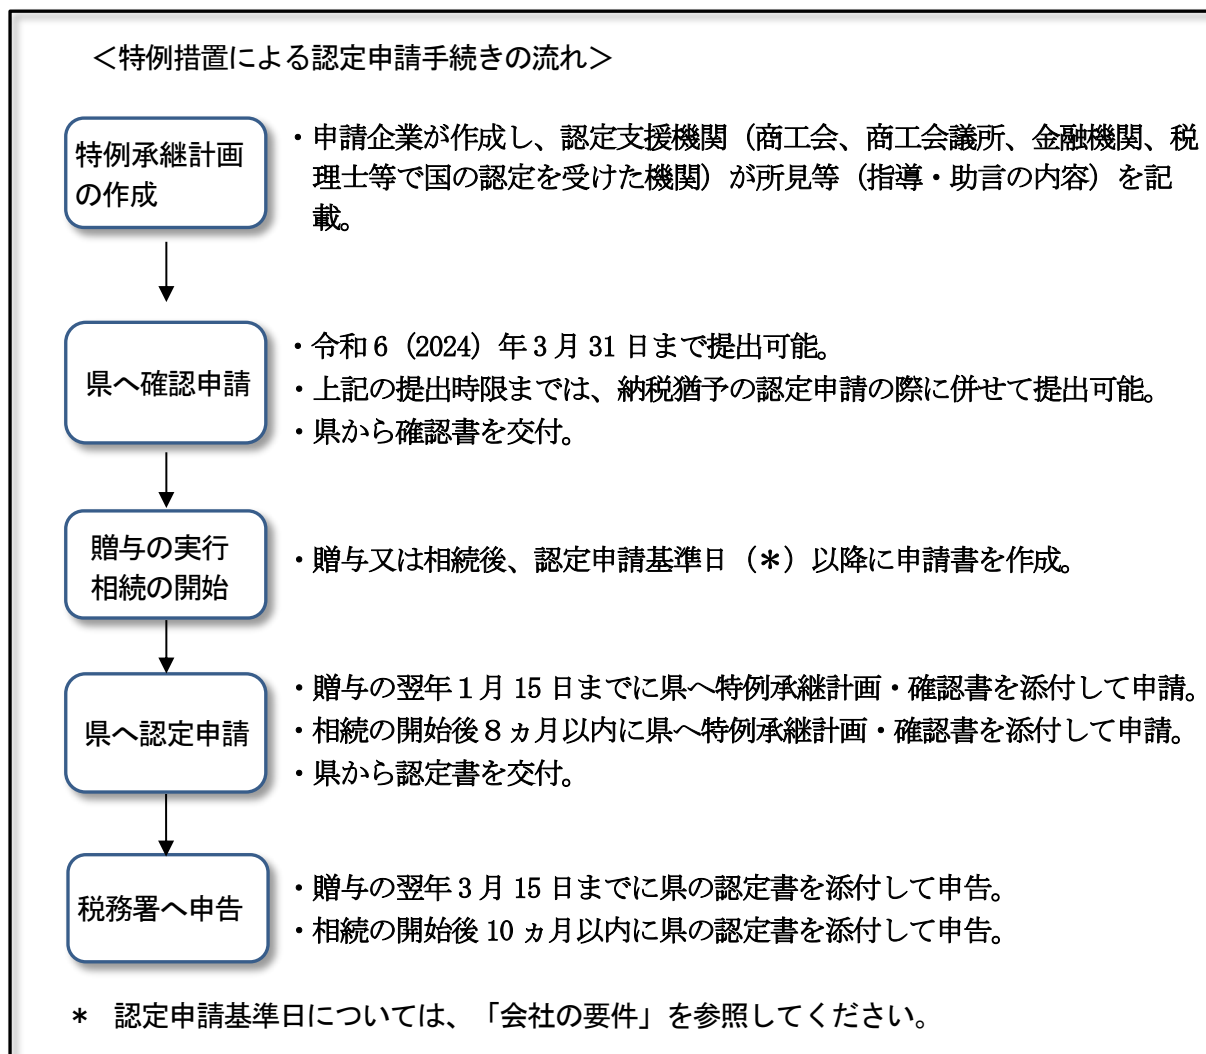 ＜特例措置による認定申請手続きの流れ＞
特例承継計画
の作成
・申請企業が作成し、認定支援機関（商工会、商工会議所、金融機関、税
理士等で国の認定を受けた機関）が所見等（指導・助言の内容）を記
載。
県へ確認申請
・令和６（2024）年３月 31 日まで提出可能。
・上記の提出時限までは、納税猶予の認定申請の際に併せて提出可能。
・県から確認書を交付。
贈与の実行
相続の開始
・贈与又は相続後、認定申請基準日（＊）以降に申請書を作成。
県へ認定申請
・贈与の翌年１月 15 日までに県へ特例承継計画・確認書を添付して申請。
・相続の開始後８ヵ月以内に県へ特例承継計画・確認書を添付して申請。
・県から認定書を交付。
税務署へ申告
・贈与の翌年３月 15 日までに県の認定書を添付して申告。
・相続の開始後 10 ヵ月以内に県の認定書を添付して申告。
＊　認定申請基準日については、「会社の要件」を参照してください。